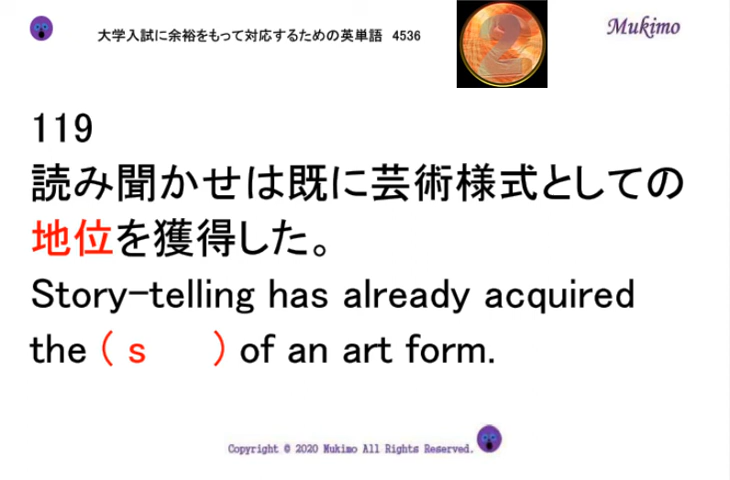 大学入試に余裕をもって対応するための英単語 4536
2
Mukimo
119
読み聞かせは既に芸術様式としての
地位を獲得した。
Story-telling has already acquired
the ( s ) of an art form.
Copyright © 2020 Mukimo All Rights Reserved.